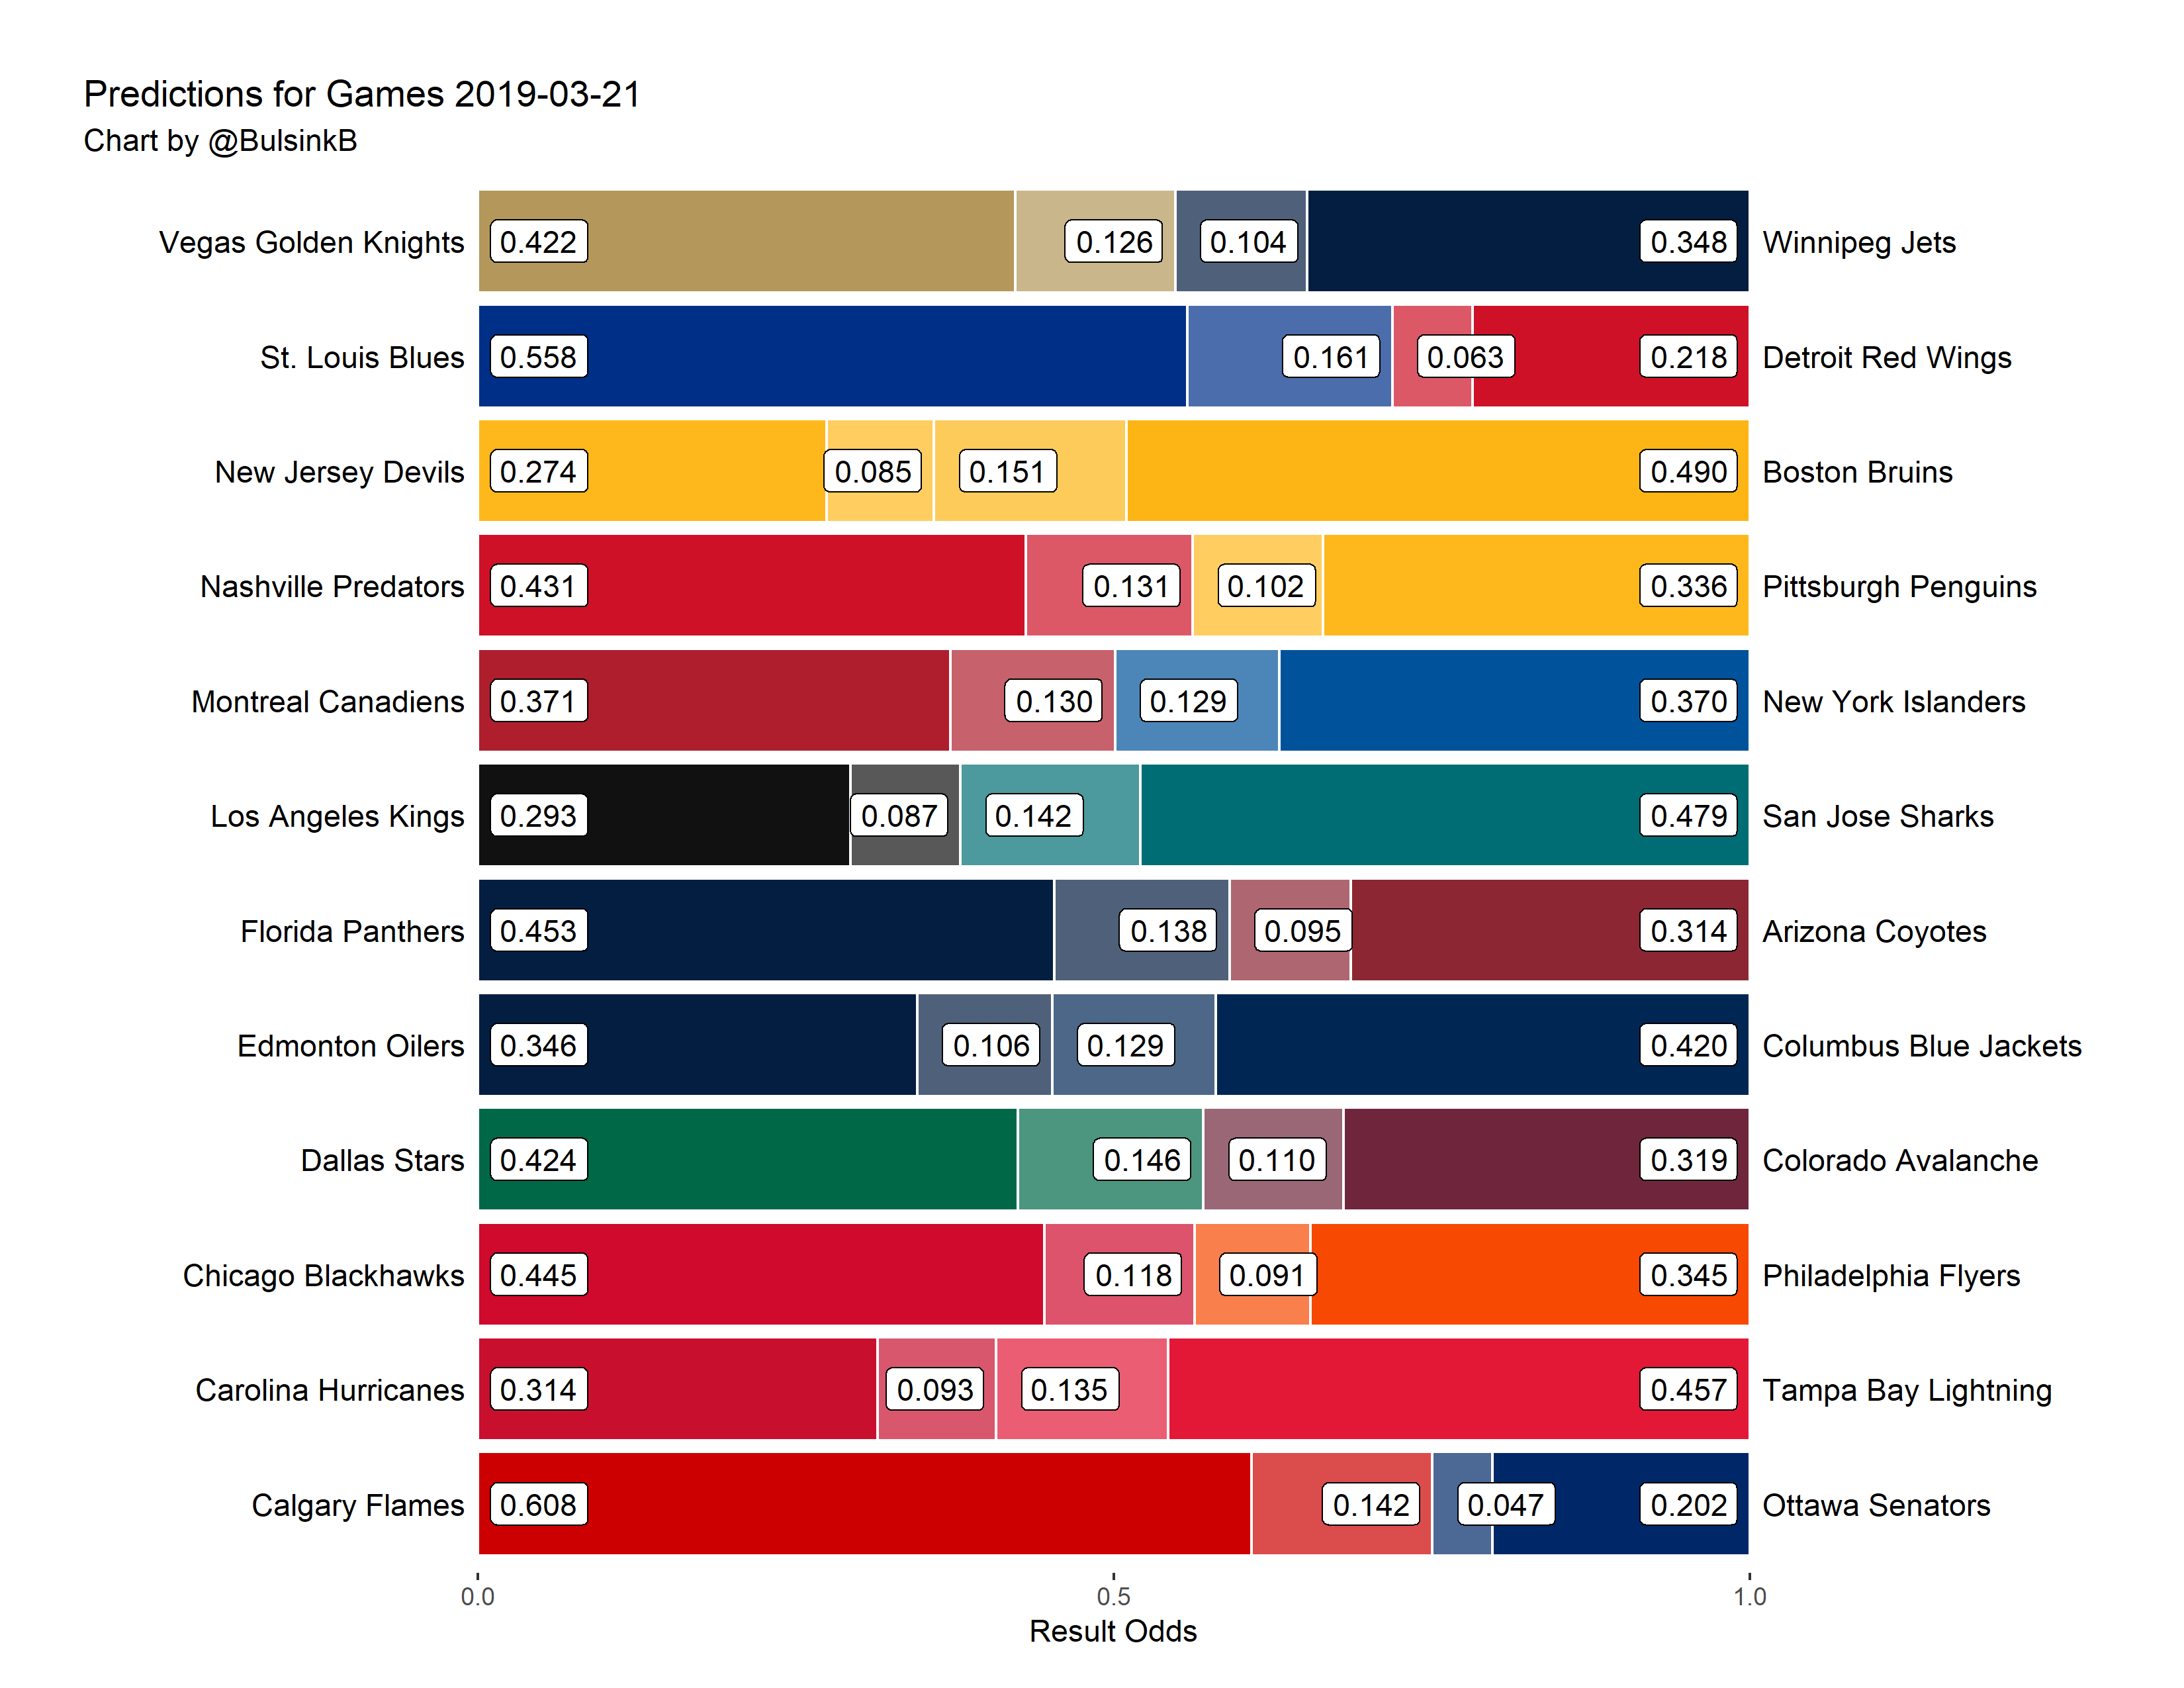 Predictions for Games 2019-03-21
Chart by @BulsinkB
Vegas Golden Knights 0.422 0.126 0.104 0.348 Winnipeg Jets
St. Louis Blues 0.558 0.161 0.063 0.218 Detroit Red Wings
New Jersey Devils 0.274 0.085 0.151 0.490 Boston Bruins
Nashville Predators 0.431 0.131 0.102 0.336 Pittsburgh Penguins
Montreal Canadiens 0.371 0.130 0.129 0.370 New York Islanders
Los Angeles Kings 0.293 0.087 0.142 0.479 San Jose Sharks
Florida Panthers 0.453 0.138 0.095 0.314 Arizona Coyotes
Edmonton Oilers 0.346 0.106 0.129 0.420 Columbus Blue Jackets
Dallas Stars 0.424 0.146 0.110 0.319 Colorado Avalanche
Chicago Blackhawks 0.445 0.118 0.091 0.345 Philadelphia Flyers
Carolina Hurricanes 0.314 0.093 0.135 0.457 Tampa Bay Lightning
Calgary Flames 0.608 0.142 0.047 0.202 Ottawa Senators
0.0 0.5 1.0
Result Odds